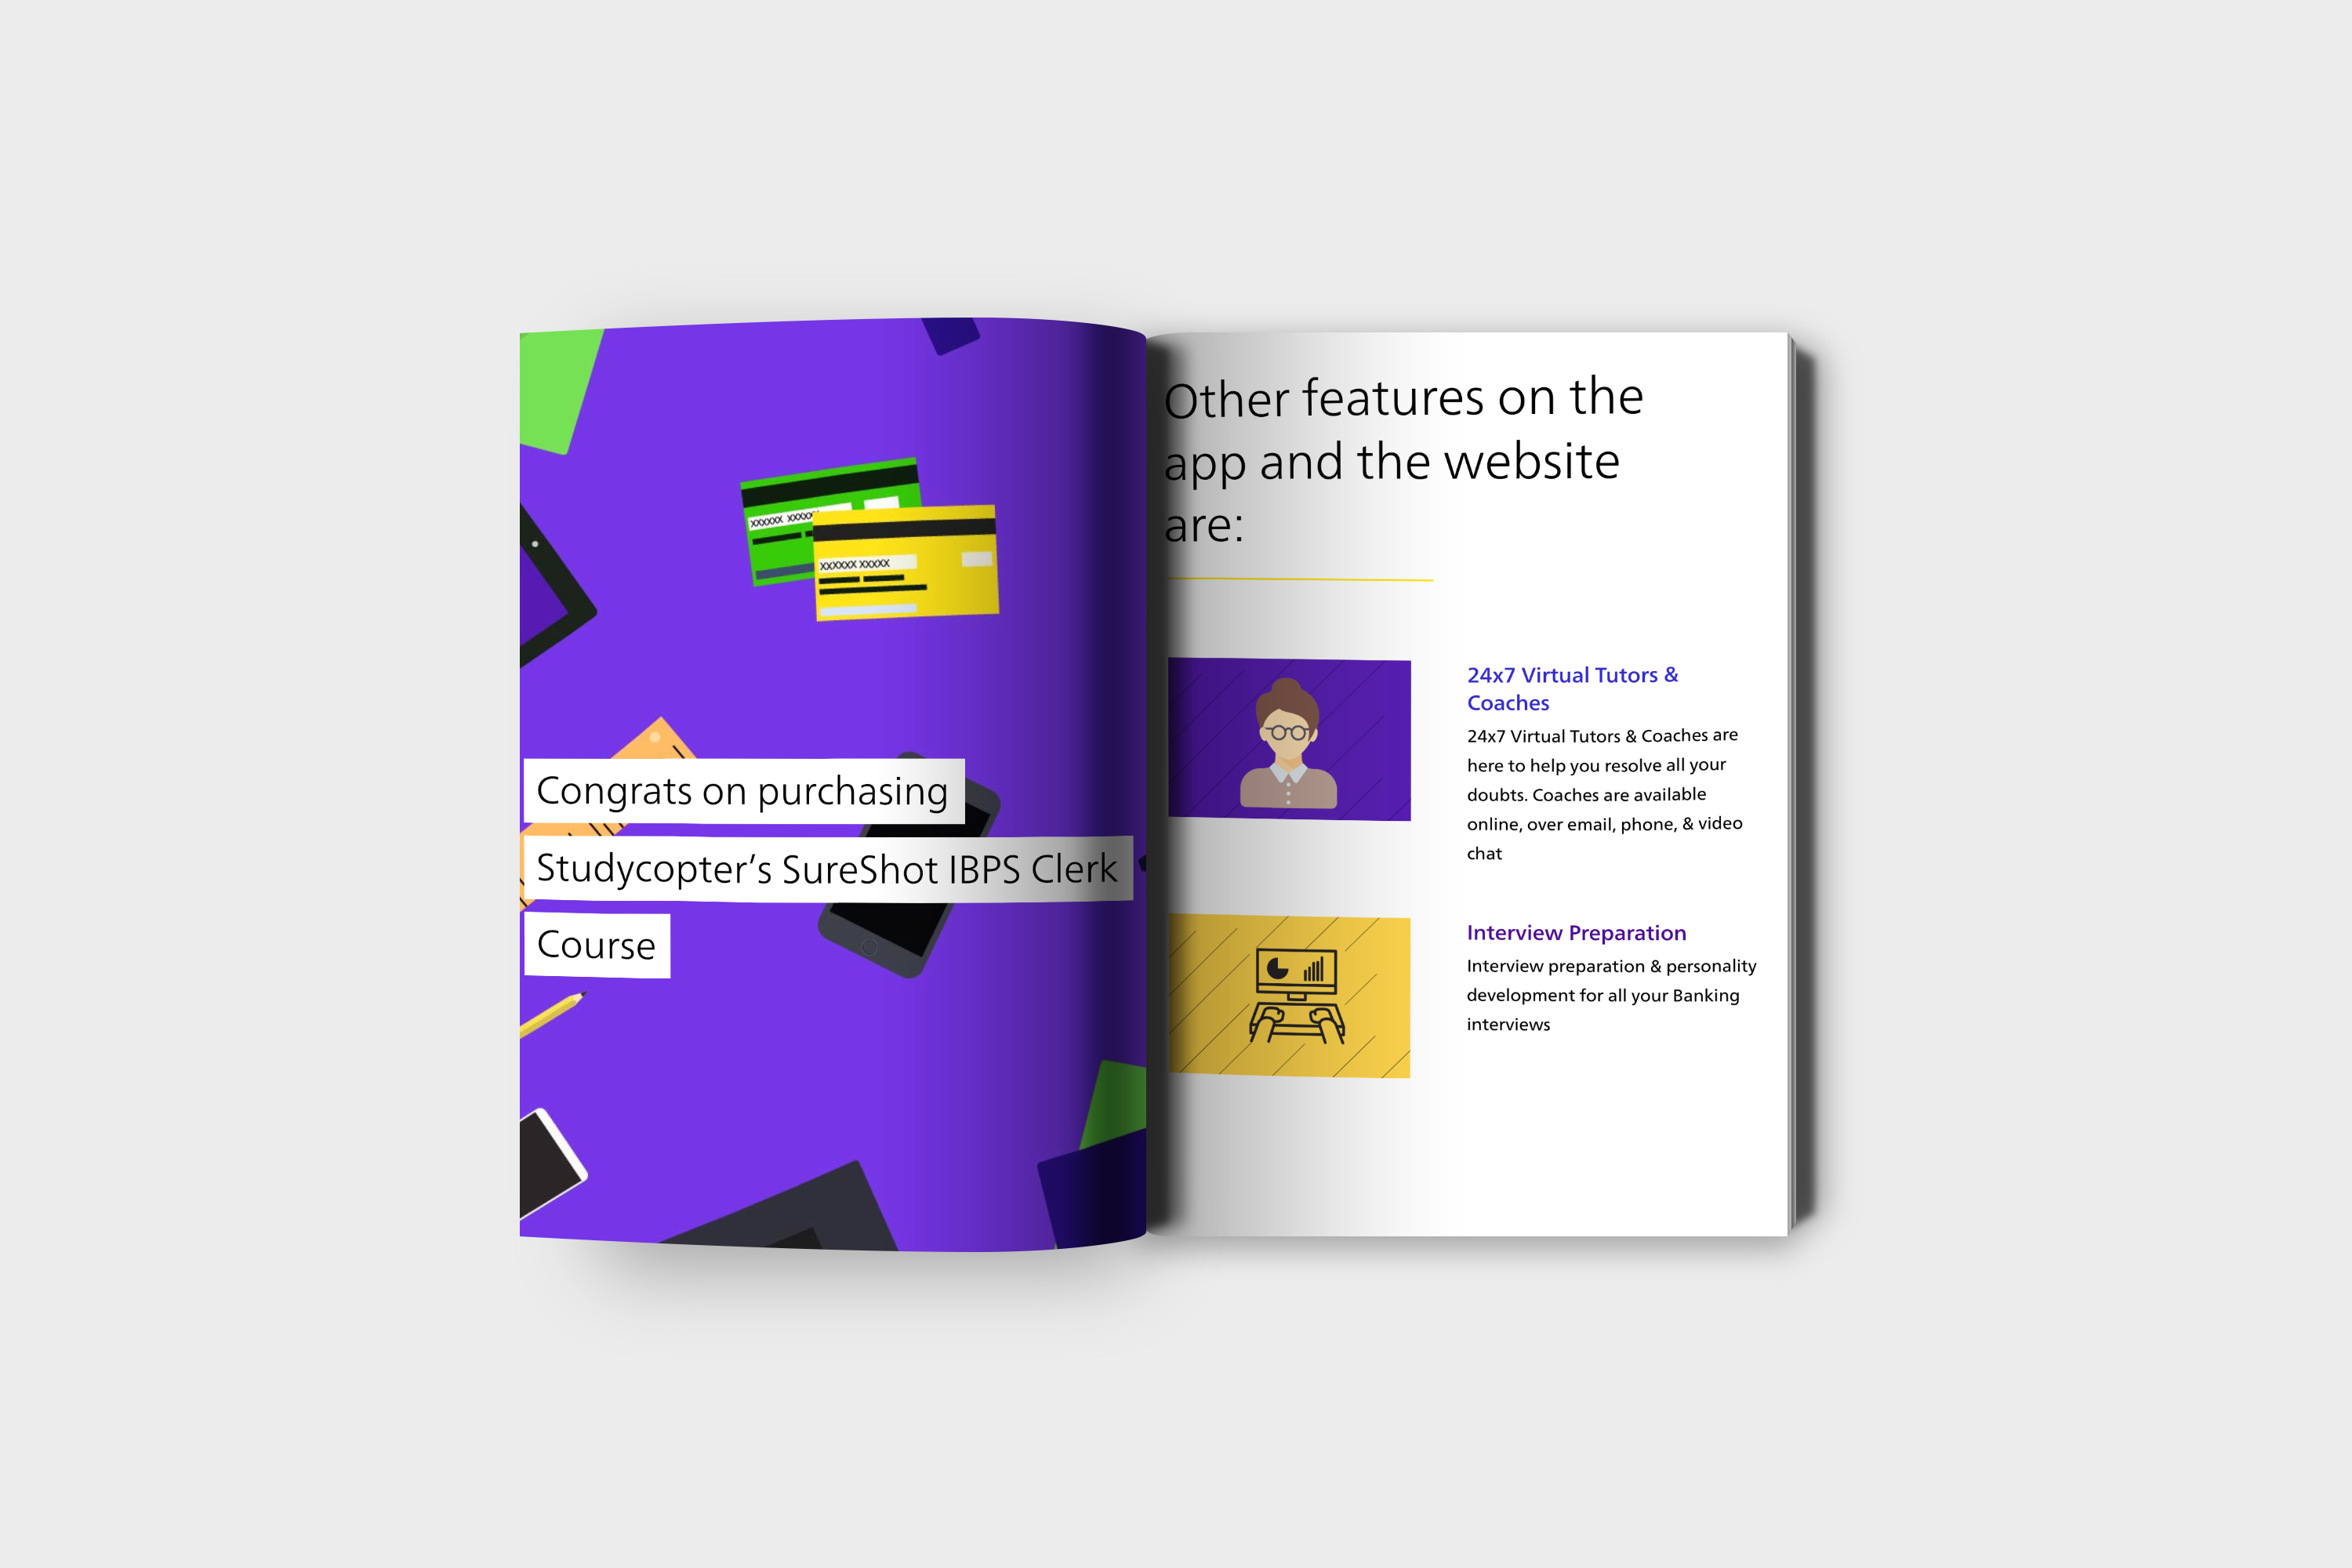 XXXXXX XXXXX
XXXXXX XXXXX
Congrats on purchasing
Studycopter’s SureShot IBPS Clerk
Course
Other features on the
app and the website
are:
24x7 Virtual Tutors &
Coaches
24x7 Virtual Tutors & Coaches are
here to help you resolve all your
doubts. Coaches are available
online, over email, phone, & video
chat
Interview Preparation
Interview preparation & personality
development for all your Banking
interviews